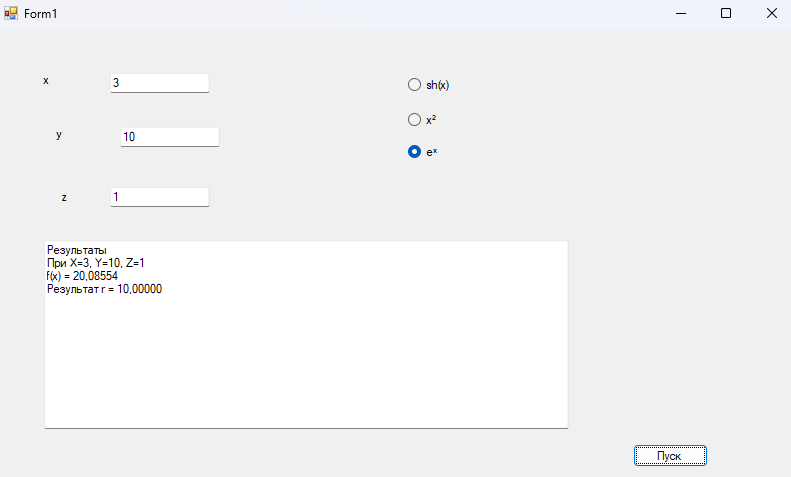 Form1
x 3
sh(x)
x²
y 10
eˣ
z 1
Результаты
При X=3, Y=10, Z=1
f(x) = 20,08554
Результат r = 10,00000
Пуск